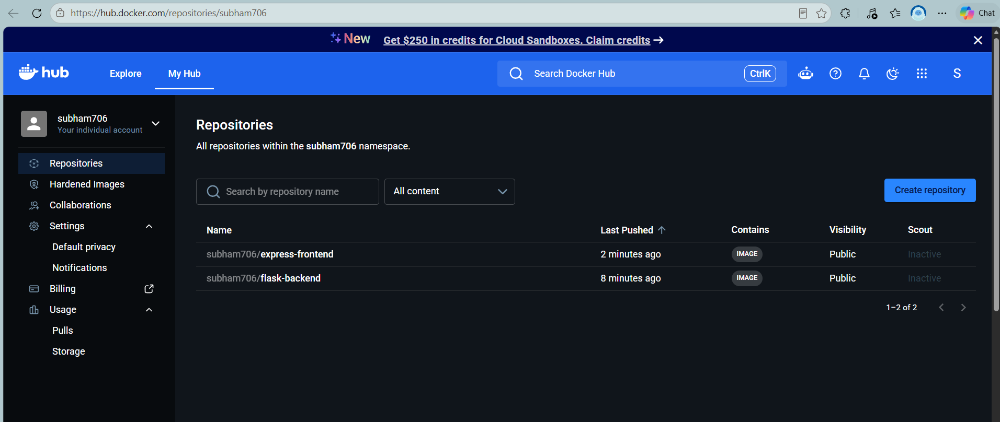 https://hub.docker.com/repositories/subham706
Chat
New Get $250 in credits for Cloud Sandboxes. Claim credits →
hub Explore My Hub Search Docker Hub CtrlK S
subham706
Your individual account
Repositories
Hardened Images
Collaborations
Settings
Default privacy
Notifications
Billing
Usage
Pulls
Storage
Repositories
All repositories within the subham706 namespace.
Search by repository name All content Create repository
Name Last Pushed Contains Visibility Scout
subham706/express-frontend 2 minutes ago IMAGE Public Inactive
subham706/flask-backend 8 minutes ago IMAGE Public Inactive
1–2 of 2